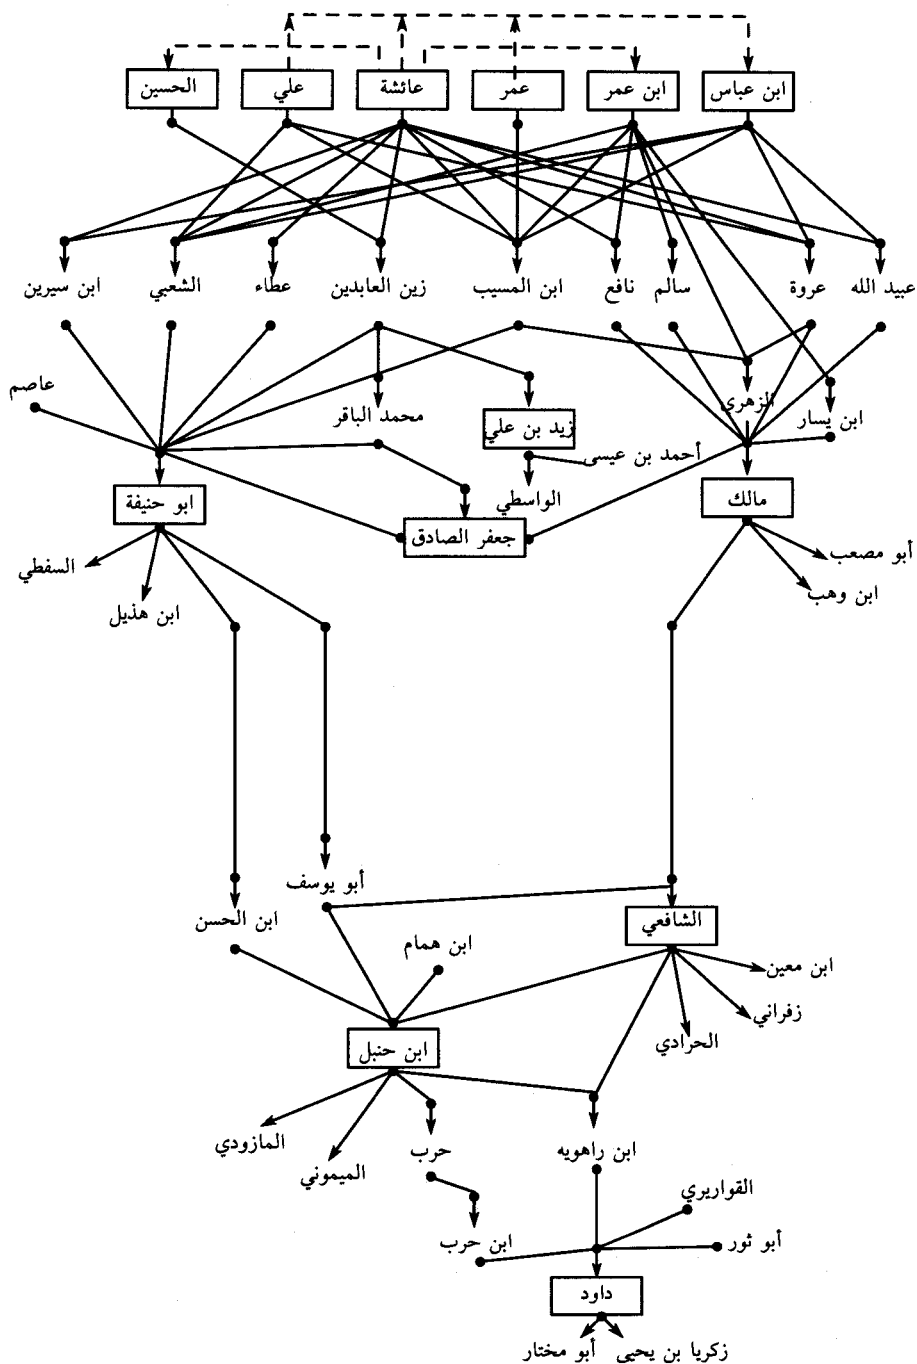 ابن عباس
ابن عمر
عمر
عائشة
علي
الحسين
عبيد الله
عروة
سالم
نافع
ابن المسيب
زين العابدين
عطاء
الشعبي
ابن سيرين
عاصم
الزهري
ابن يسار
محمد الباقر
زيد بن علي
أحمد بن عيسى
الواسطي
مالك
ابو حنيفة
جعفر الصادق
أبو مصعب
ابن وهب
السفطي
ابن هذيل
أبو يوسف
ابن الحسن
الشافعي
ابن همام
ابن معين
زفراني
الحرادي
ابن حنبل
المازودي
الميموني
حرب
ابن راهويه
القواريري
أبو ثور
ابن حرب
داود
زكريا بن يحيى
أبو مختار